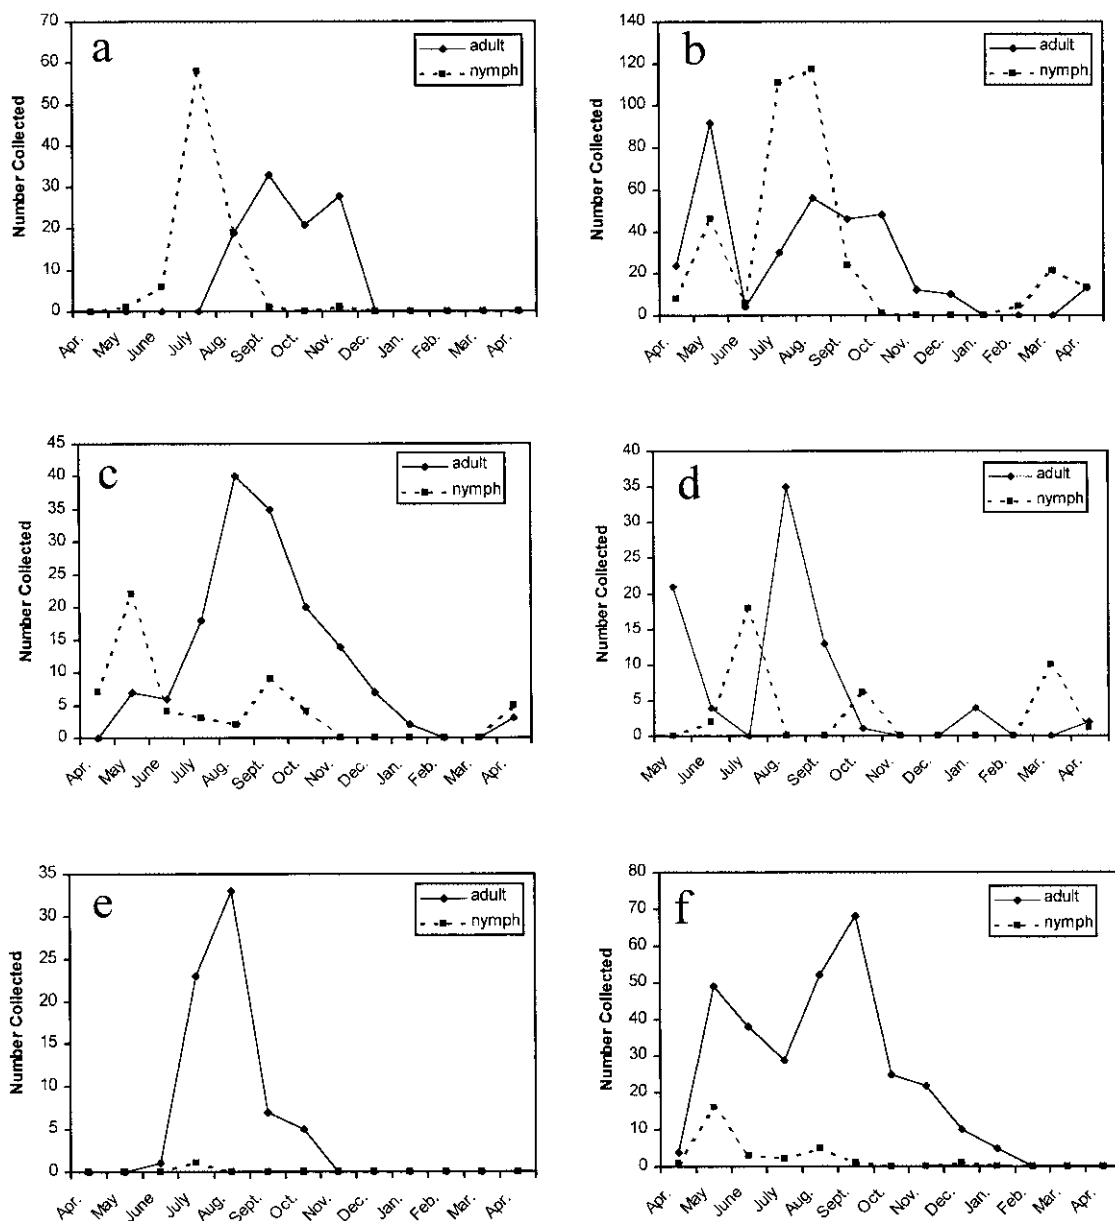 a
adult
nymph
Number Collected
70
60
50
40
30
20
10
0
Apr. May June July Aug. Sept. Oct. Nov. Dec. Jan. Feb. Mar. Apr.
b
adult
nymph
Number Collected
140
120
100
80
60
40
20
0
Apr. May June July Aug. Sept. Oct. Nov. Dec. Jan. Feb. Mar. Apr.
c
adult
nymph
Number Collected
45
40
35
30
25
20
15
10
5
0
Apr. May June July Aug. Sept. Oct. Nov. Dec. Jan. Feb. Mar. Apr.
d
adult
nymph
Number Collected
40
35
30
25
20
15
10
5
0
May June July Aug. Sept. Oct. Nov. Dec. Jan. Feb. Mar. Apr.
e
adult
nymph
Number Collected
35
30
25
20
15
10
5
0
Apr. May June July Aug. Sept. Oct. Nov. Dec. Jan. Feb. Mar. Apr.
f
adult
nymph
Number Collected
80
70
60
50
40
30
20
10
0
Apr. May June July Aug. Sept. Oct. Nov. Dec. Jan. Feb. Mar. Apr.